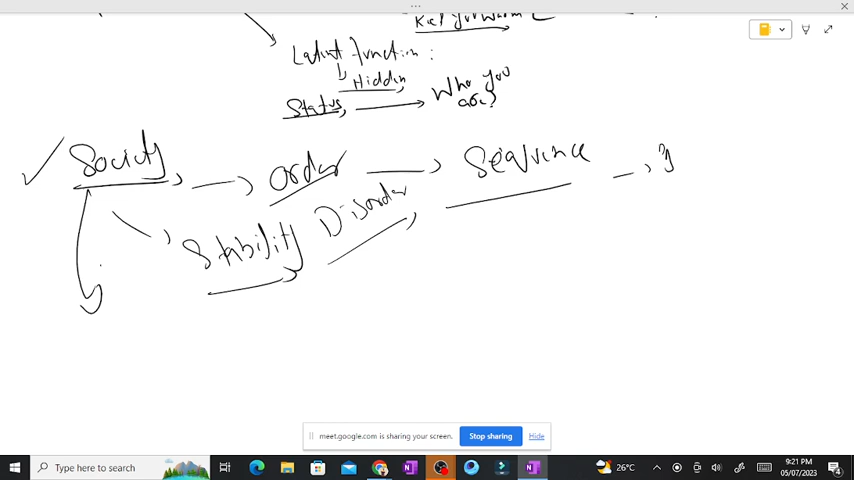 Latent function :
Hidden
Status, → Who you are?
✓ Society, → order → Sequence →
Stability Disorder
meet.google.com is sharing your screen.
Stop sharing
Hide
Type here to search
26°C
9:21 PM
05/07/2023
4